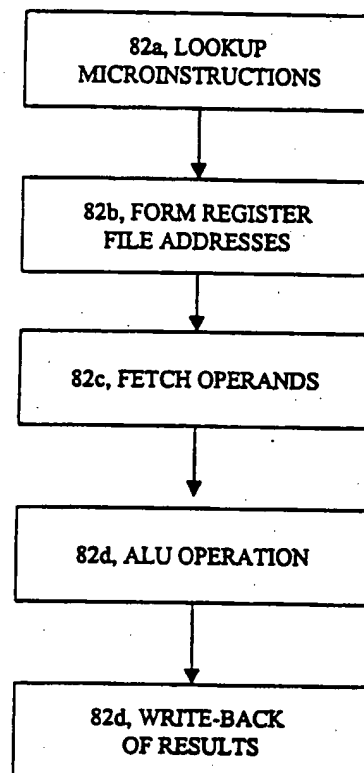 82a, LOOKUP
MICROINSTRUCTIONS
82b, FORM REGISTER
FILE ADDRESSES
82c, FETCH OPERANDS
82d, ALU OPERATION
82d, WRITE-BACK
OF RESULTS